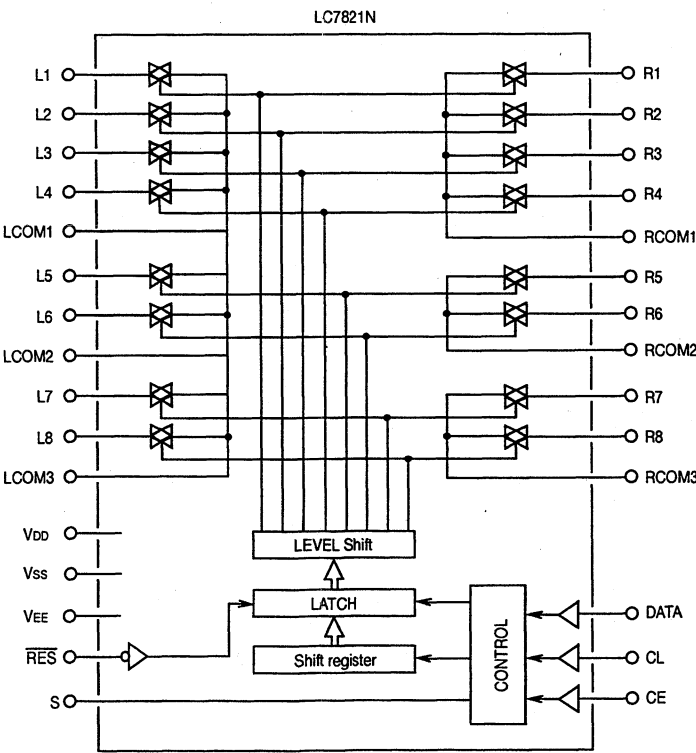 LC7821N
L1
L2
L3
L4
LCOM1
L5
L6
LCOM2
L7
L8
LCOM3
VDD
VSS
VEE
RES
S
R1
R2
R3
R4
RCOM1
R5
R6
RCOM2
R7
R8
RCOM3
DATA
CL
CE
LEVEL Shift
LATCH
Shift register
CONTROL